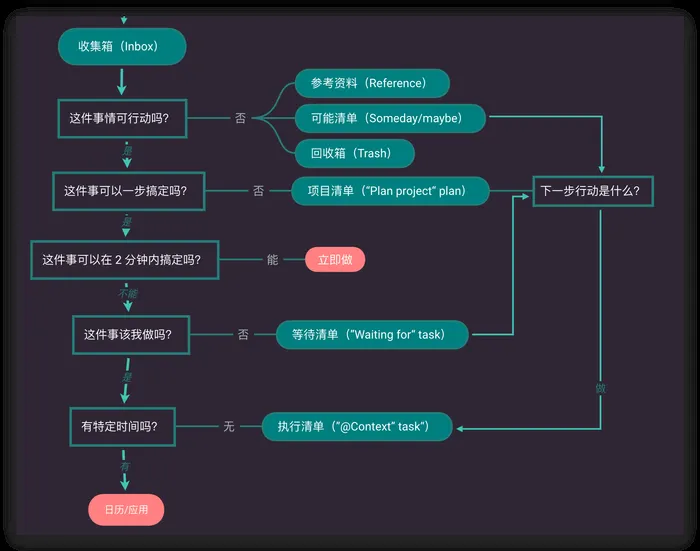 收集箱（Inbox）
参考资料（Reference）
这件事情可行动吗?
否
可能清单（Someday/maybe）
回收箱（Trash）
是
这件事可以一步搞定吗?
否
项目清单（“Plan project” plan）
下一步行动是什么?
是
这件事可以在 2 分钟内搞定吗?
能
立即做
不能
这件事该我做吗?
否
等待清单（“Waiting for” task）
是
做
有特定时间吗?
无
执行清单（“@Context” task“）
有
日历/应用